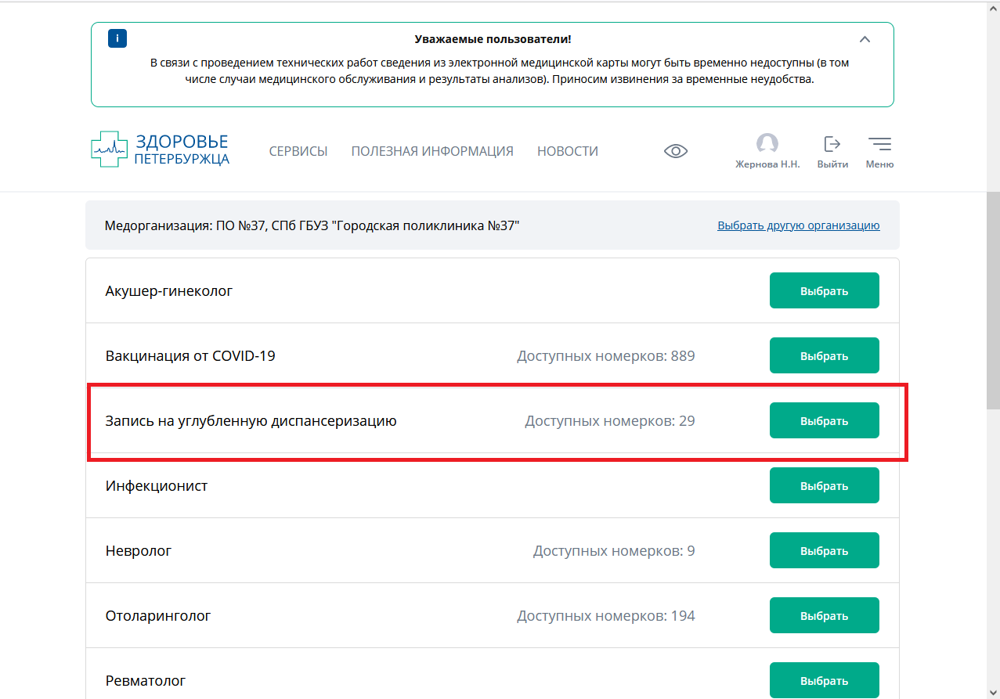 i
Уважаемые пользователи!
В связи с проведением технических работ сведения из электронной медицинской карты могут быть временно недоступны (в том
числе случаи медицинского обслуживания и результаты анализов). Приносим извинения за временные неудобства.
ЗДОРОВЬЕ
ПЕТЕРБУРЖЦА
СЕРВИСЫ
ПОЛЕЗНАЯ ИНФОРМАЦИЯ
НОВОСТИ
Жернова Н.Н.
Выйти
Меню
Медорганизация: ПО №37, СПб ГБУЗ "Городская поликлиника №37"
Выбрать другую организацию
Акушер-гинеколог
Выбрать
Вакцинация от COVID-19
Доступных номерков: 889
Выбрать
Запись на углубленную диспансеризацию
Доступных номерков: 29
Выбрать
Инфекционист
Выбрать
Невролог
Доступных номерков: 9
Выбрать
Отоларинголог
Доступных номерков: 194
Выбрать
Ревматолог
Выбрать